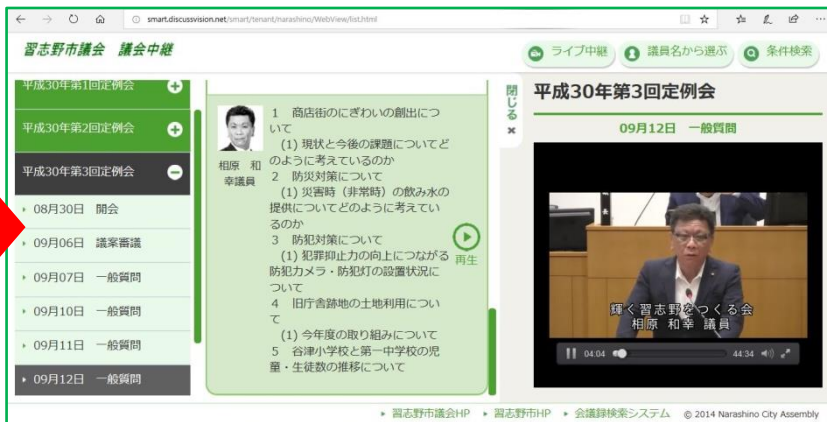 smart.discussvision.net/smart/tenant/narashino/WebView/list.html
習志野市議会 議会中継
ライブ中継
議員名から選ぶ
条件検索
平成30年第1回定例会
平成30年第2回定例会
平成30年第3回定例会
08月30日 開会
09月06日 議案審議
09月07日 一般質問
09月10日 一般質問
09月11日 一般質問
09月12日 一般質問
相原 和
幸議員
1 商店街のにぎわいの創出につ
いて
(1) 現状と今後の課題についてど
のように考えているのか
2 防災対策について
(1) 災害時（非常時）の飲み水の
提供についてどのように考えてい
るのか
3 防犯対策について
(1) 犯罪抑止力の向上につながる
防犯カメラ・防犯灯の設置状況に
ついて
4 旧庁舎跡地の土地利用につい
て
(1) 今年度の取り組みについて
5 谷津小学校と第一中学校の児
童・生徒数の推移について
再生
閉じる
×
平成30年第3回定例会
09月12日 一般質問
輝く習志野をつくる会
相原 和幸 議員
04:04
44:34
習志野市議会HP
習志野市HP
会議録検索システム
© 2014 Narashino City Assembly